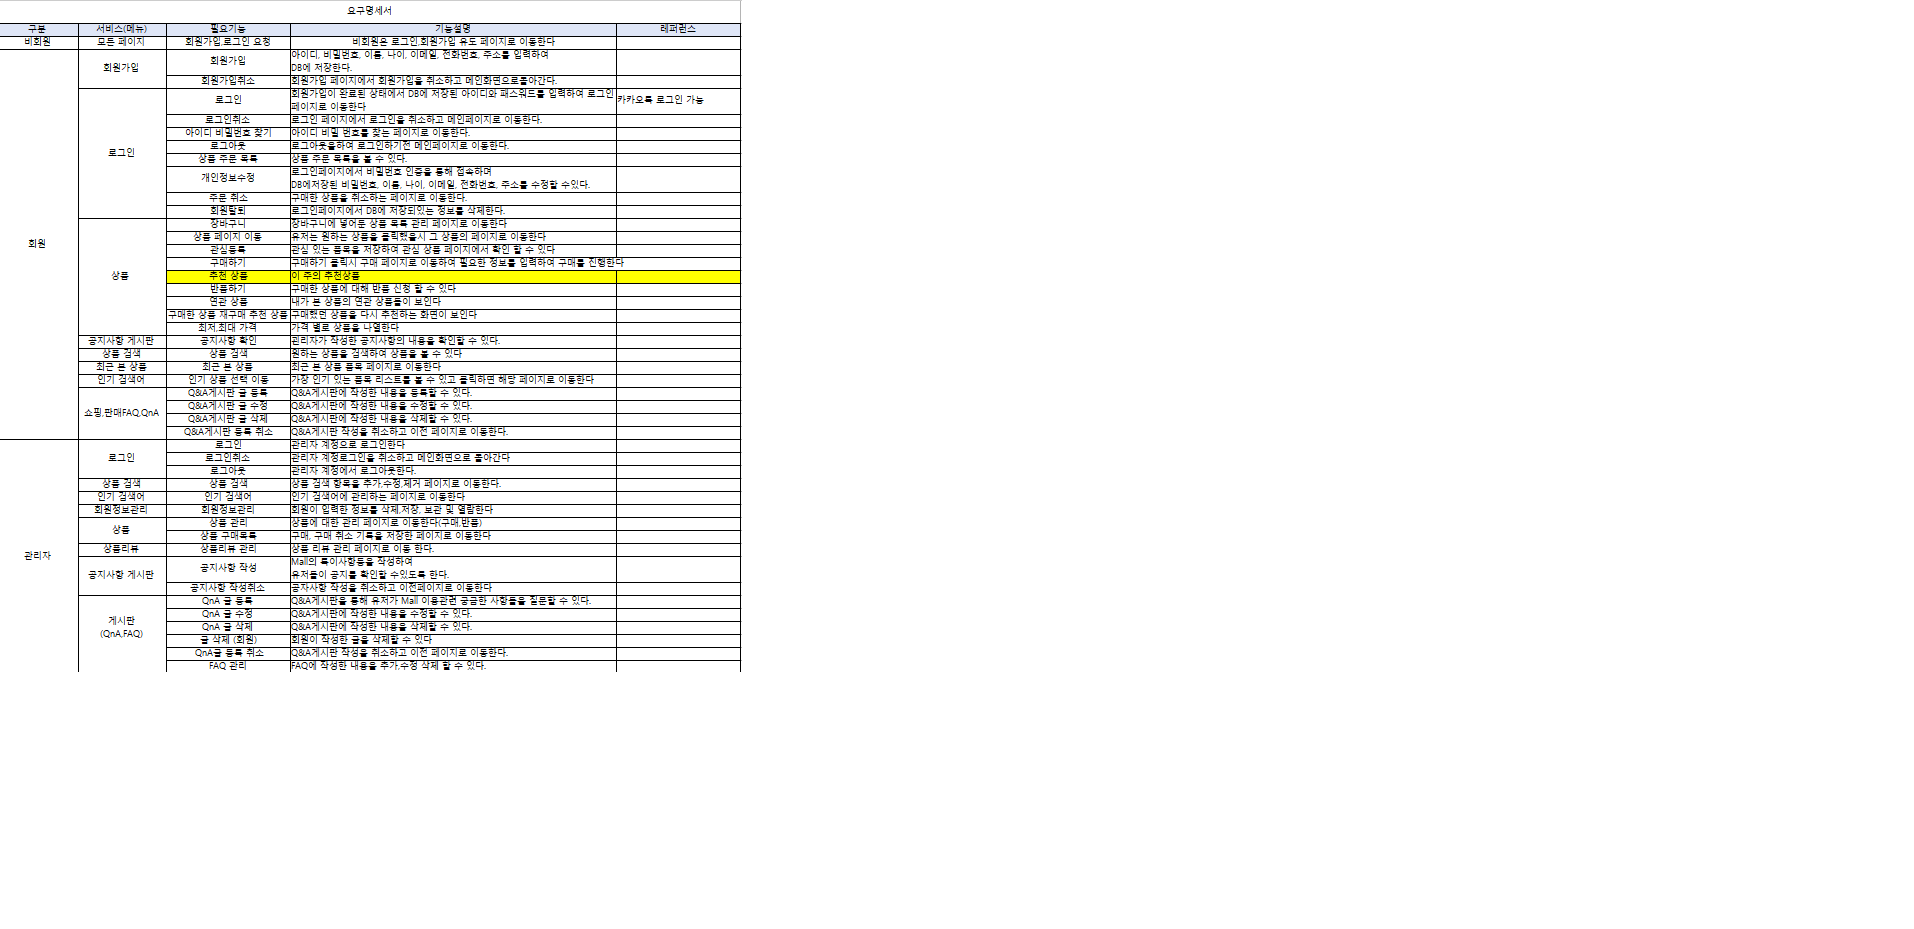 요구명세서
구분 서비스(메뉴) 필요기능 기능설명 레퍼런스
비회원 모든 페이지 회원가입,로그인 요청 비회원은 로그인,회원가입 유도 페이지로 이동한다
회원 회원가입 회원가입 아이디, 비밀번호, 이름, 나이, 이메일, 전화번호, 주소를 입력하여
DB에 저장한다.
회원가입취소 회원가입 페이지에서 회원가입을 취소하고 메인화면으로돌아간다.
로그인 로그인 회원가입이 완료된 상태에서 DB에 저장된 아이디와 패스워드를 입력하여 로그인
페이지로 이동한다 카카오톡 로그인 가능
로그인취소 로그인 페이지에서 로그인을 취소하고 메인페이지로 이동한다.
아이디 비밀번호 찾기 아이디 비밀 번호를 찾는 페이지로 이동한다.
로그아웃 로그아웃을하여 로그인하기전 메인페이지로 이동한다.
상품 주문 목록 상품 주문 목록을 볼 수 있다.
개인정보수정 로그인페이지에서 비밀번호 인증을 통해 접속하며
DB에저장된 비밀번호, 이름, 나이, 이메일, 전화번호, 주소를 수정할 수있다.
주문 취소 구매한 상품을 취소하는 페이지로 이동한다.
회원탈퇴 로그인페이지에서 DB에 저장되있는 정보를 삭제한다.
상품 장바구니 장바구니에 넣어둔 상품 목록 관리 페이지로 이동한다
상품 페이지 이동 유저는 원하는 상품을 클릭했을시 그 상품의 페이지로 이동한다
관심등록 관심 있는 품목을 저장하여 관심 상품 페이지에서 확인 할 수 있다
구매하기 구매하기 클릭시 구매 페이지로 이동하여 필요한 정보를 입력하여 구매를 진행한다
추천 상품 이 주의 추천상품
반품하기 구매한 상품에 대해 반품 신청 할 수 있다
연관 상품 내가 본 상품의 연관 상품들이 보인다
구매한 상품 재구매 추천 상품 구매했던 상품을 다시 추천하는 화면이 보인다
최저,최대 가격 가격 별로 상품을 나열한다
공지사항 게시판 공지사항 확인 관리자가 작성한 공지사항의 내용을 확인할 수 있다.
상품 검색 상품 검색 원하는 상품을 검색하여 상품을 볼 수 있다
최근 본 상품 최근 본 상품 최근 본 상품 품목 페이지로 이동한다
인기 검색어 인기 상품 선택 이동 가장 인기 있는 품목 리스트를 볼 수 있고 클릭하면 해당 페이지로 이동한다
쇼핑,판매FAQ,QnA Q&A게시판 글 등록 Q&A게시판에 작성한 내용을 등록할 수 있다.
Q&A게시판 글 수정 Q&A게시판에 작성한 내용을 수정할 수 있다.
Q&A게시판 글 삭제 Q&A게시판에 작성한 내용을 삭제할 수 있다.
Q&A게시판 등록 취소 Q&A게시판 작성을 취소하고 이전 페이지로 이동한다.
관리자 로그인 로그인 관리자 계정으로 로그인한다
로그인취소 관리자 계정로그인을 취소하고 메인화면으로 돌아간다
로그아웃 관리자 계정에서 로그아웃한다.
상품 검색 상품 검색 상품 검색 항목을 추가,수정,제거 페이지로 이동한다.
인기 검색어 인기 검색어 인기 검색어에 관리하는 페이지로 이동한다
회원정보관리 회원정보관리 회원이 입력한 정보를 삭제,저장, 보관 및 열람한다
상품 상품 관리 상품에 대한 관리 페이지로 이동한다(구매,반품)
상품 구매목록 구매, 구매 취소 기록을 저장한 페이지로 이동한다
상품리뷰 상품리뷰 관리 상품 리뷰 관리 페이지로 이동 한다.
공지사항 게시판 공지사항 작성 Mall의 특이사항등을 작성하여
유저들이 공지를 확인할 수있도록 한다.
공지사항 작성취소 공자사항 작성을 취소하고 이전페이지로 이동한다
게시판
(QnA,FAQ) QnA 글 등록 Q&A게시판을 통해 유저가 Mall 이용관련 궁금한 사항들을 질문할 수 있다.
QnA 글 수정 Q&A게시판에 작성한 내용을 수정할 수 있다.
QnA 글 삭제 Q&A게시판에 작성한 내용을 삭제할 수 있다.
글 삭제 (회원) 회원이 작성한 글을 삭제할 수 있다
QnA글 등록 취소 Q&A게시판 작성을 취소하고 이전 페이지로 이동한다.
FAQ 관리 FAQ에 작성한 내용을 추가,수정 삭제 할 수 있다.